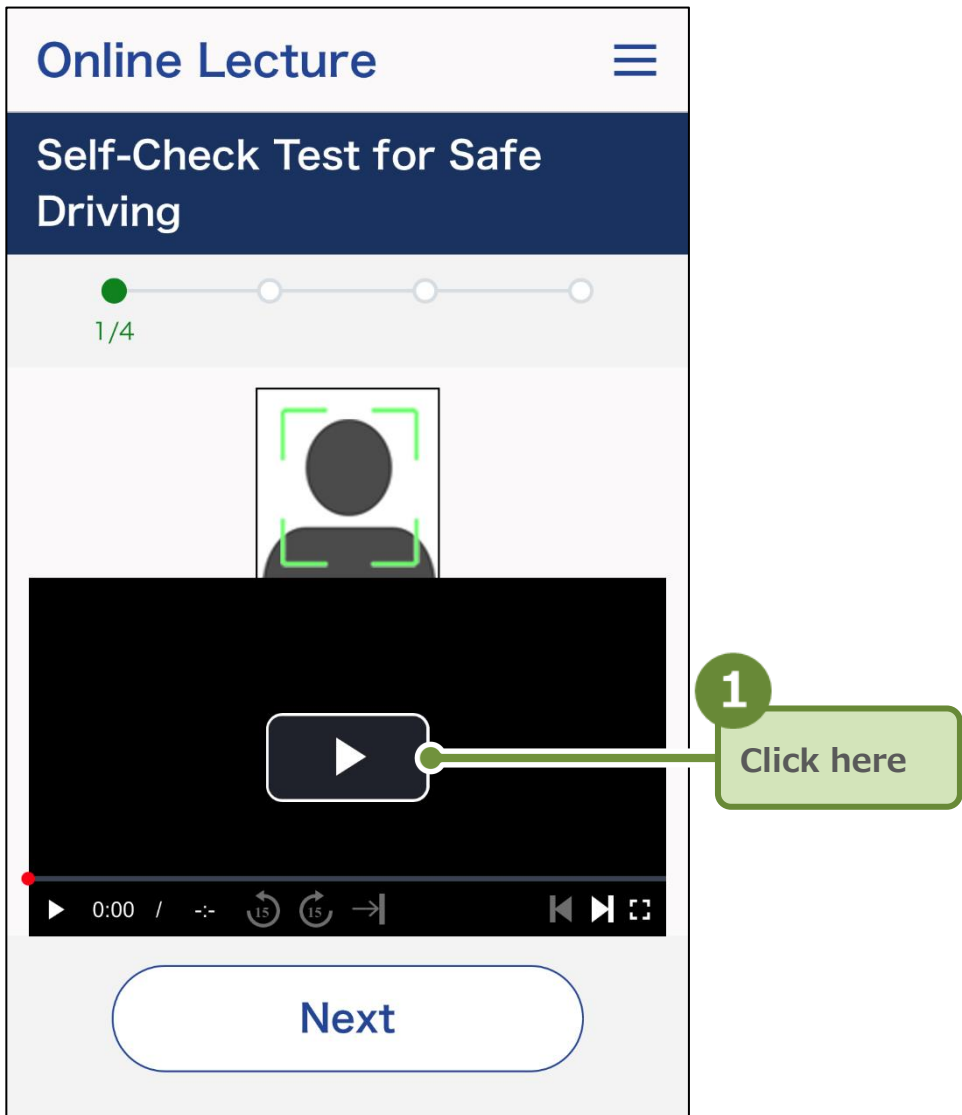 Online Lecture
Self-Check Test for Safe
Driving
1/4
1
Click here
0:00 / -:-
15
15
Next